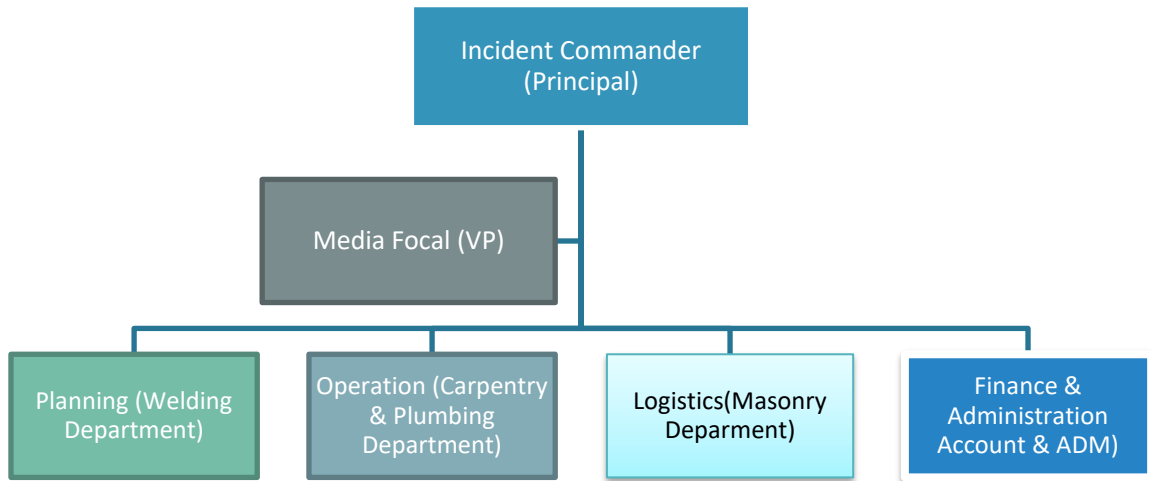 Incident Commander
(Principal)
Media Focal (VP)
Planning (Welding
Department)
Operation (Carpentry
& Plumbing
Department)
Logistics(Masonry
Deparment)
Finance &
Administration
Account & ADM)